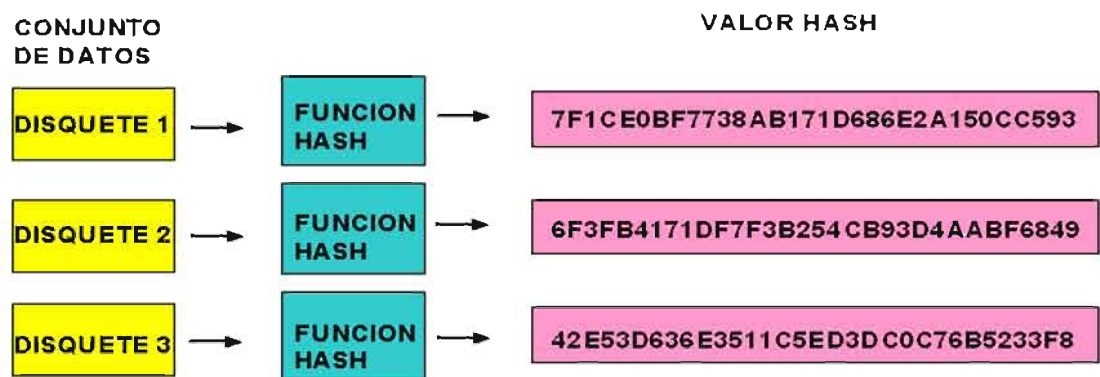 CONJUNTO
DE DATOS
VALOR HASH
DISQUETE 1
FUNCION
HASH
7F1CE0BF7738AB171D686E2A150CC593
DISQUETE 2
FUNCION
HASH
6F3FB4171DF7F3B254CB93D4AABF6849
DISQUETE 3
FUNCION
HASH
42E53D636E3511C5ED3DC0C76B5233F8